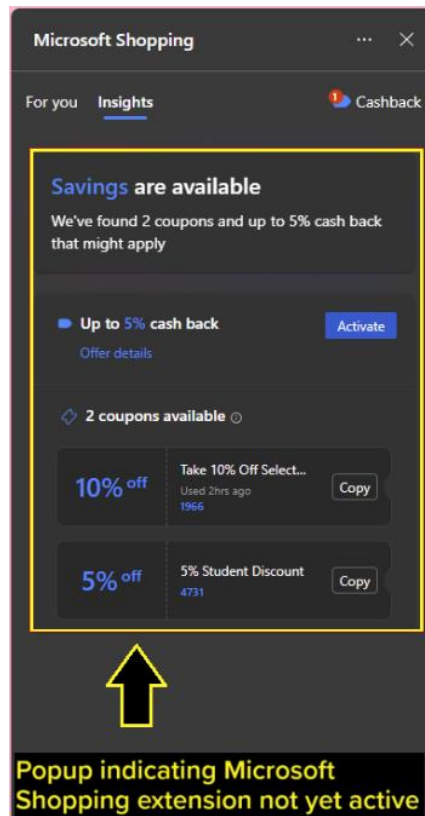 Microsoft Shopping ...
For you Insights 1 Cashback
Savings are available
We've found 2 coupons and up to 5% cash back
that might apply
Up to 5% cash back Activate
Offer details
2 coupons available
10% off Take 10% Off Select... Copy
Used 2hrs ago
1966
5% off 5% Student Discount Copy
4731
Popup indicating Microsoft
Shopping extension not yet active